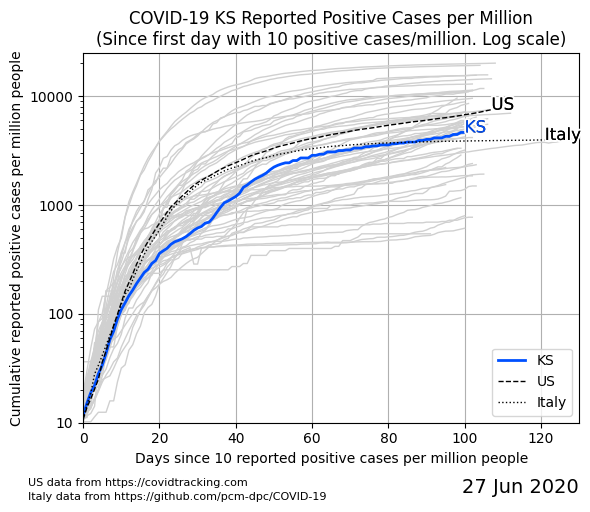 COVID-19 KS Reported Positive Cases per Million
(Since first day with 10 positive cases/million. Log scale)
Cumulative reported positive cases per million people
10000
1000
100
10
US
KS
Italy
KS
US
Italy
0 20 40 60 80 100 120
Days since 10 reported positive cases per million people
US data from https://covidtracking.com
Italy data from https://github.com/pcm-dpc/COVID-19
27 Jun 2020